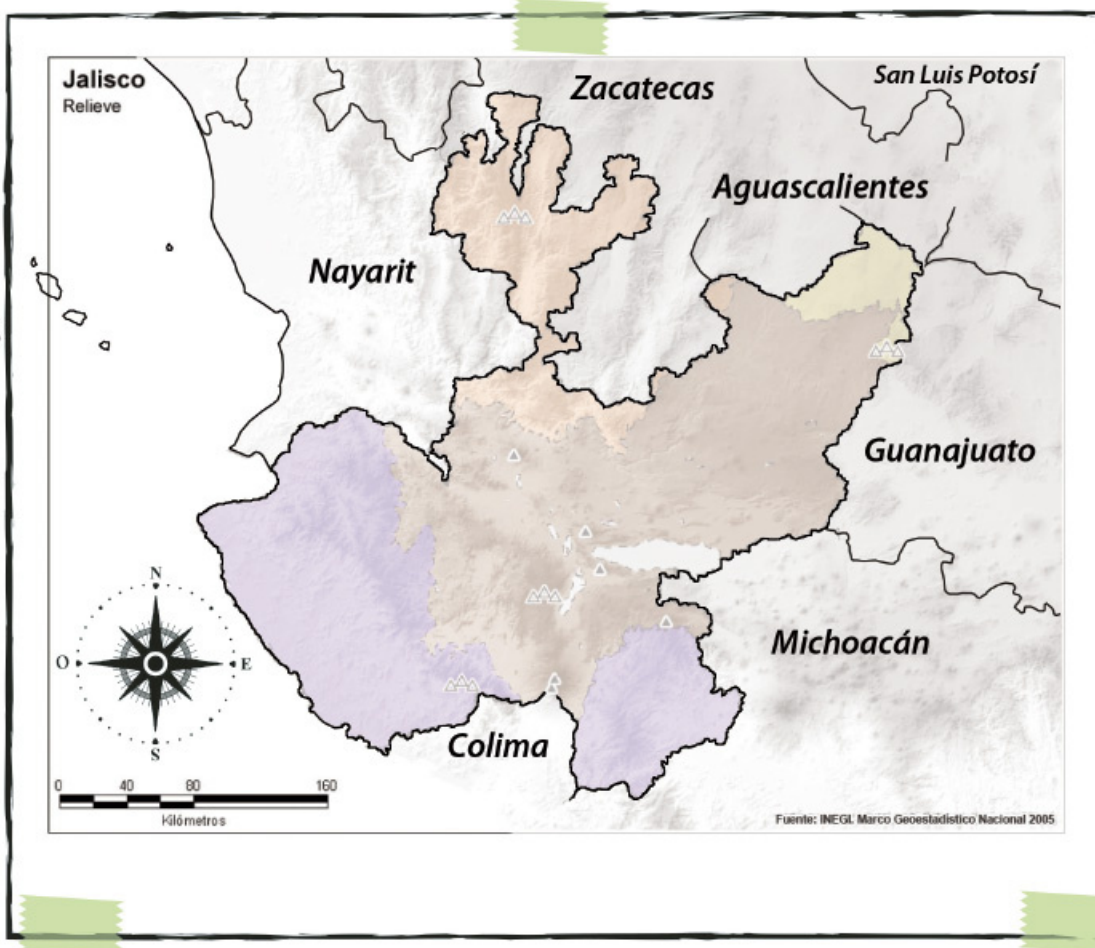 Jalisco
Relieve
Zacatecas
San Luis Potosí
Aguascalientes
Nayarit
Guanajuato
Michoacán
Colima
N
O
E
S
0 40 80 160
Kilómetros
Fuente: INEGI. Marco Geoestadístico Nacional 2005